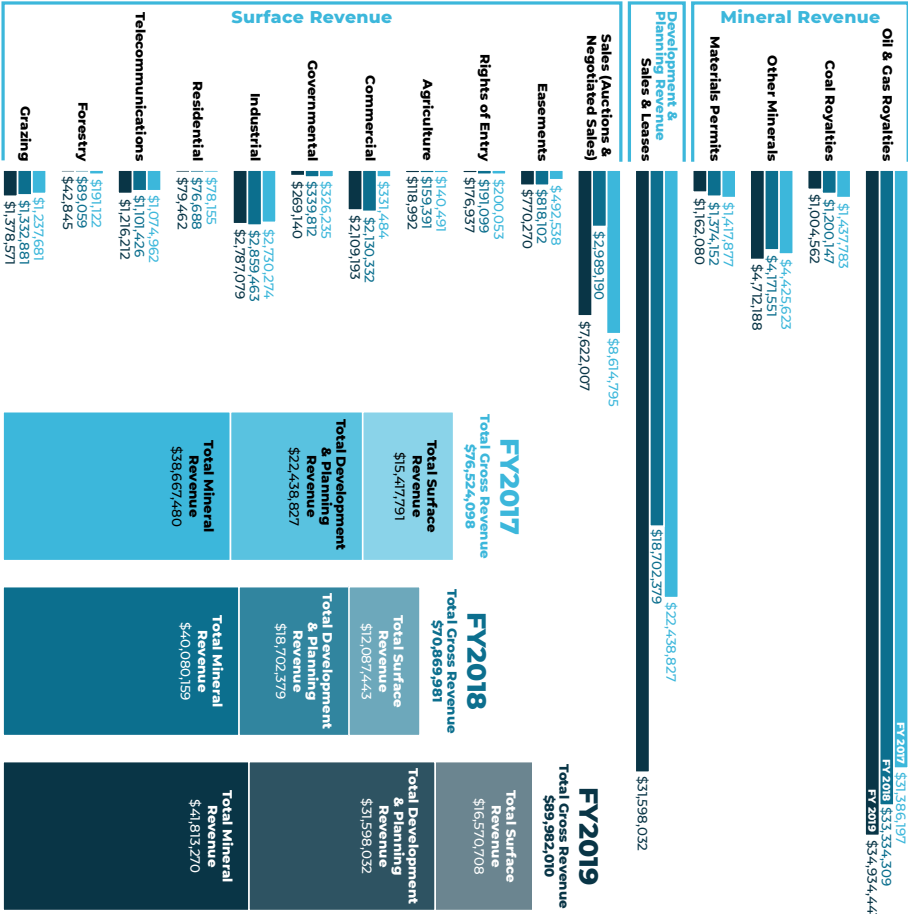 Mineral Revenue
Oil & Gas Royalties
FY 2017 $31,386,197
FY 2018 $33,334,309
FY 2019 $34,934,44
Coal Royalties
$1,437,783
$1,200,147
$1,004,562
Other Minerals
$4,425,623
$4,171,551
$4,712,188
Materials Permits
$1,417,877
$1,374,152
$1,162,080
Development &
Planning Revenue
Sales & Leases
$22,438,827
$18,702,379
$31,598,032
Surface Revenue
Sales (Auctions &
Negotiated Sales)
$8,614,795
$2,989,190
$7,622,007
Easements
$492,538
$818,102
$770,270
Rights of Entry
$200,053
$191,099
$176,937
Agriculture
$140,491
$159,391
$118,992
Commercial
$331,484
$2,130,332
$2,109,193
Governmental
$326,235
$339,812
$269,140
Industrial
$2,730,274
$2,859,463
$2,787,079
Residential
$78,155
$76,688
$79,462
Telecommunications
$1,074,962
$1,101,426
$1,216,212
Forestry
$191,122
$89,059
$42,845
Grazing
$1,237,681
$1,332,881
$1,378,571
FY2017
Total Gross Revenue
$76,524,098
Total Surface
Revenue
$15,417,791
Total Development
& Planning
Revenue
$22,438,827
Total Mineral
Revenue
$38,667,480
FY2018
Total Gross Revenue
$70,869,981
Total Surface
Revenue
$12,087,443
Total Development
& Planning
Revenue
$18,702,379
Total Mineral
Revenue
$40,080,159
FY2019
Total Gross Revenue
$89,982,010
Total Surface
Revenue
$16,570,708
Total Development
& Planning
Revenue
$31,598,032
Total Mineral
Revenue
$41,813,270